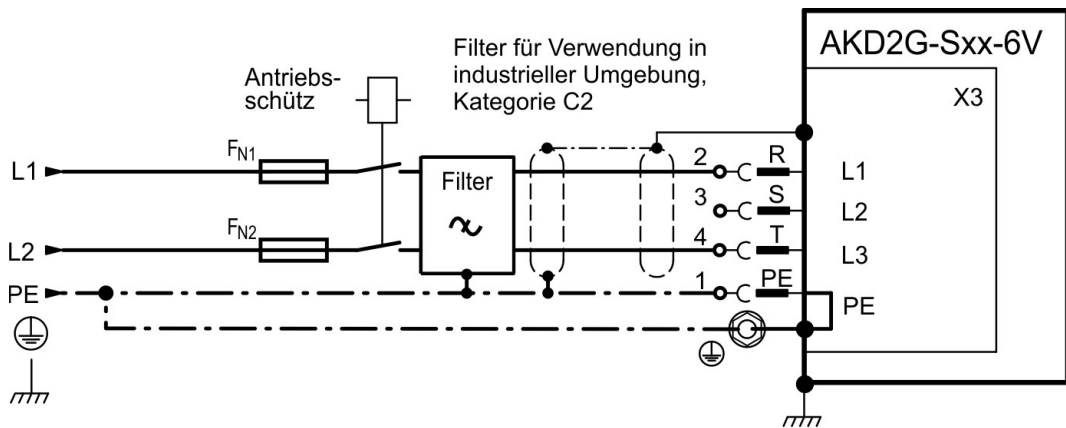 AKD2G-Sxx-6V
X3
Filter für Verwendung in
industrieller Umgebung,
Kategorie C2
Antriebs-
schütz
L1
FN1
Filter
2
R
L1
3
S
L2
L2
FN2
4
T
L3
PE
1
PE
PE